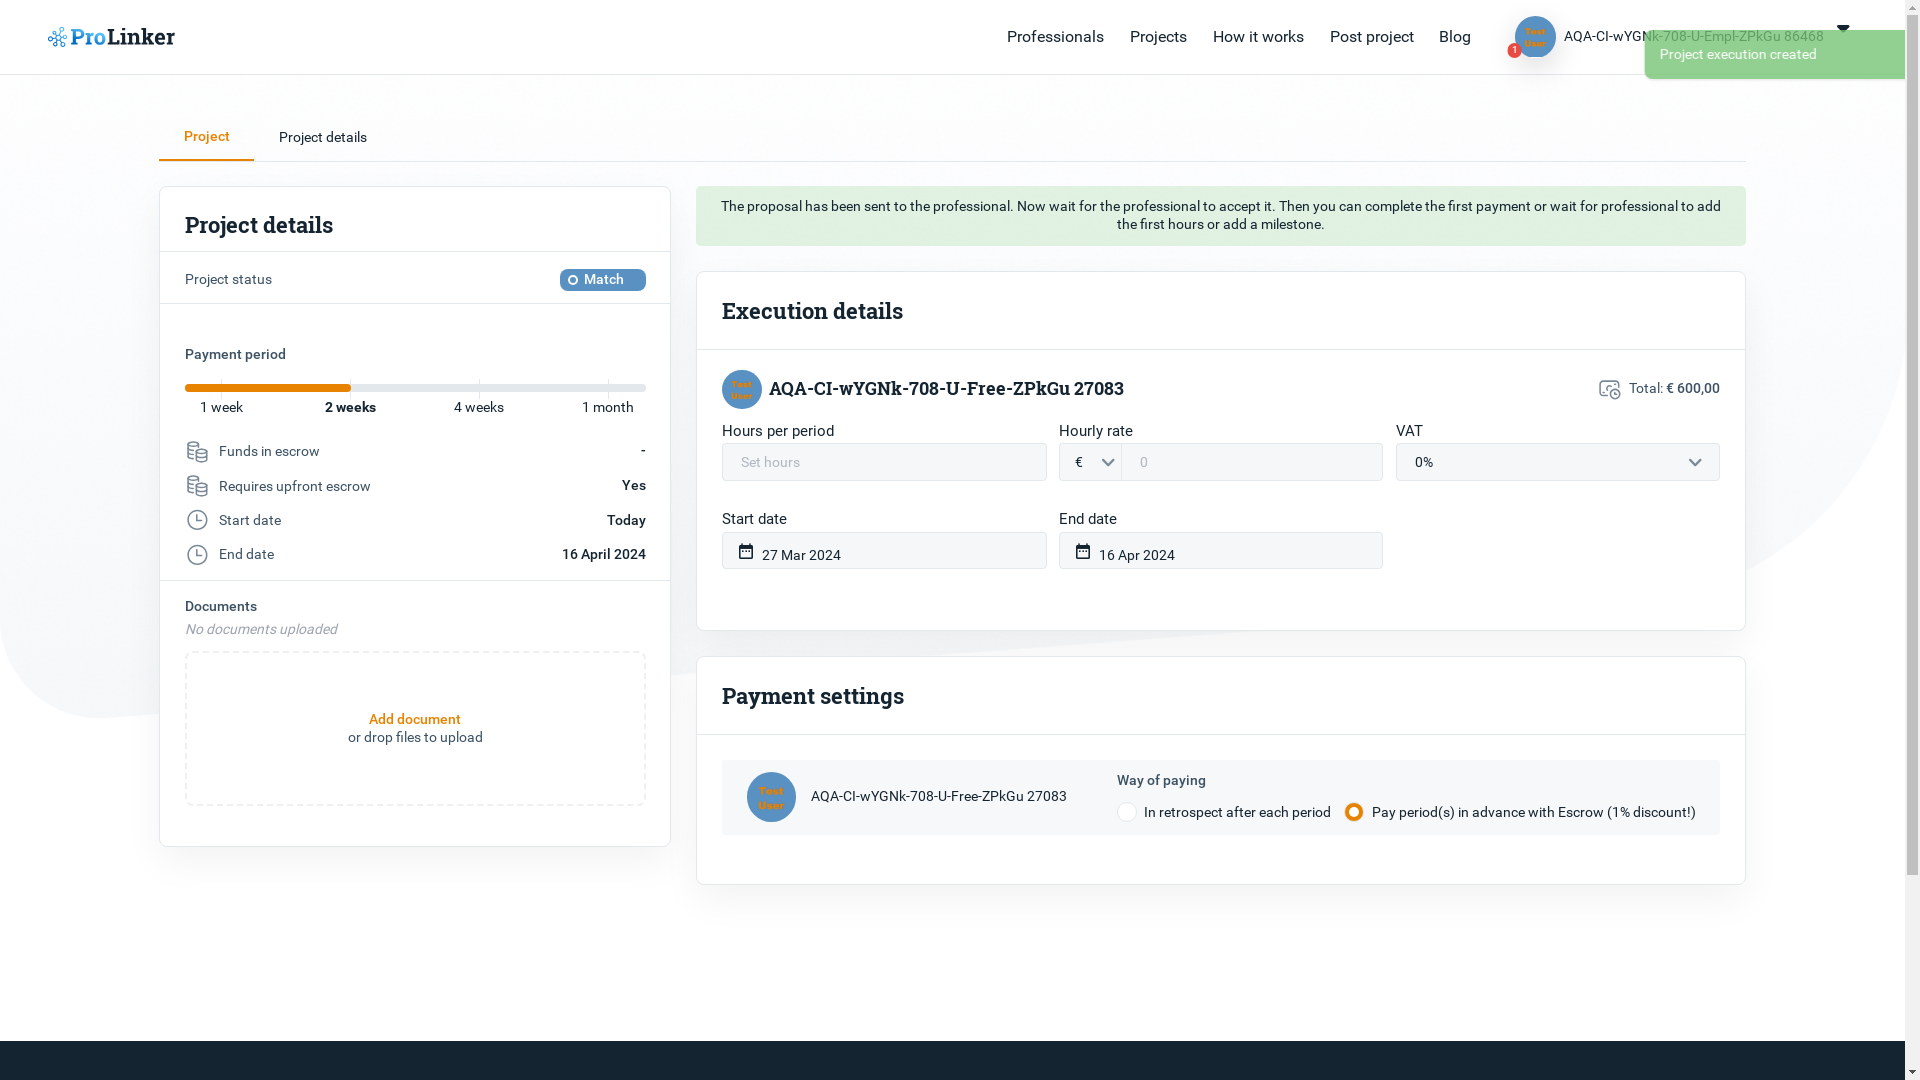 ProLinker
Professionals
Projects
How it works
Post project
Blog
Test
User
1
AQA-CI-wYGNk-708-U-Empl-ZPkGu 86468
Project execution created
Project
Project details
Project details
Project status
Match
Payment period
1 week
2 weeks
4 weeks
1 month
Funds in escrow
-
Requires upfront escrow
Yes
Start date
Today
End date
16 April 2024
Documents
No documents uploaded
Add document
or drop files to upload
The proposal has been sent to the professional. Now wait for the professional to accept it. Then you can complete the first payment or wait for professional to add
the first hours or add a milestone.
Execution details
Test
User
AQA-CI-wYGNk-708-U-Free-ZPkGu 27083
Total: € 600,00
Hours per period
Hourly rate
VAT
Set hours
€
0
0%
Start date
End date
27 Mar 2024
16 Apr 2024
Payment settings
Test
User
AQA-CI-wYGNk-708-U-Free-ZPkGu 27083
Way of paying
In retrospect after each period
Pay period(s) in advance with Escrow (1% discount!)